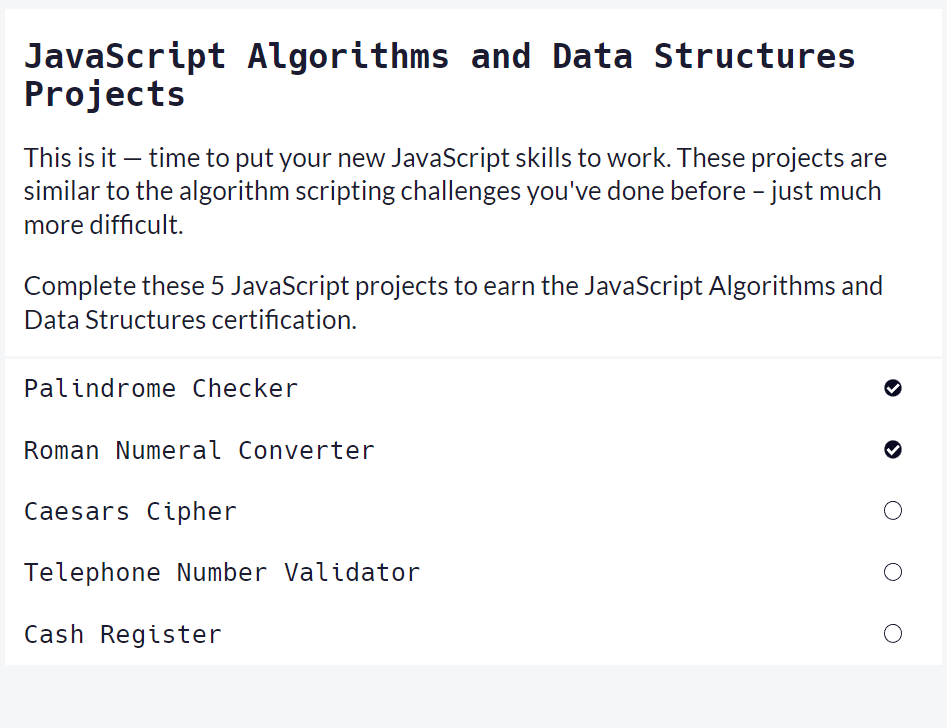 JavaScript Algorithms and Data Structures
Projects
This is it — time to put your new JavaScript skills to work. These projects are
similar to the algorithm scripting challenges you've done before – just much
more difficult.
Complete these 5 JavaScript projects to earn the JavaScript Algorithms and
Data Structures certification.
Palindrome Checker
Roman Numeral Converter
Caesars Cipher
Telephone Number Validator
Cash Register